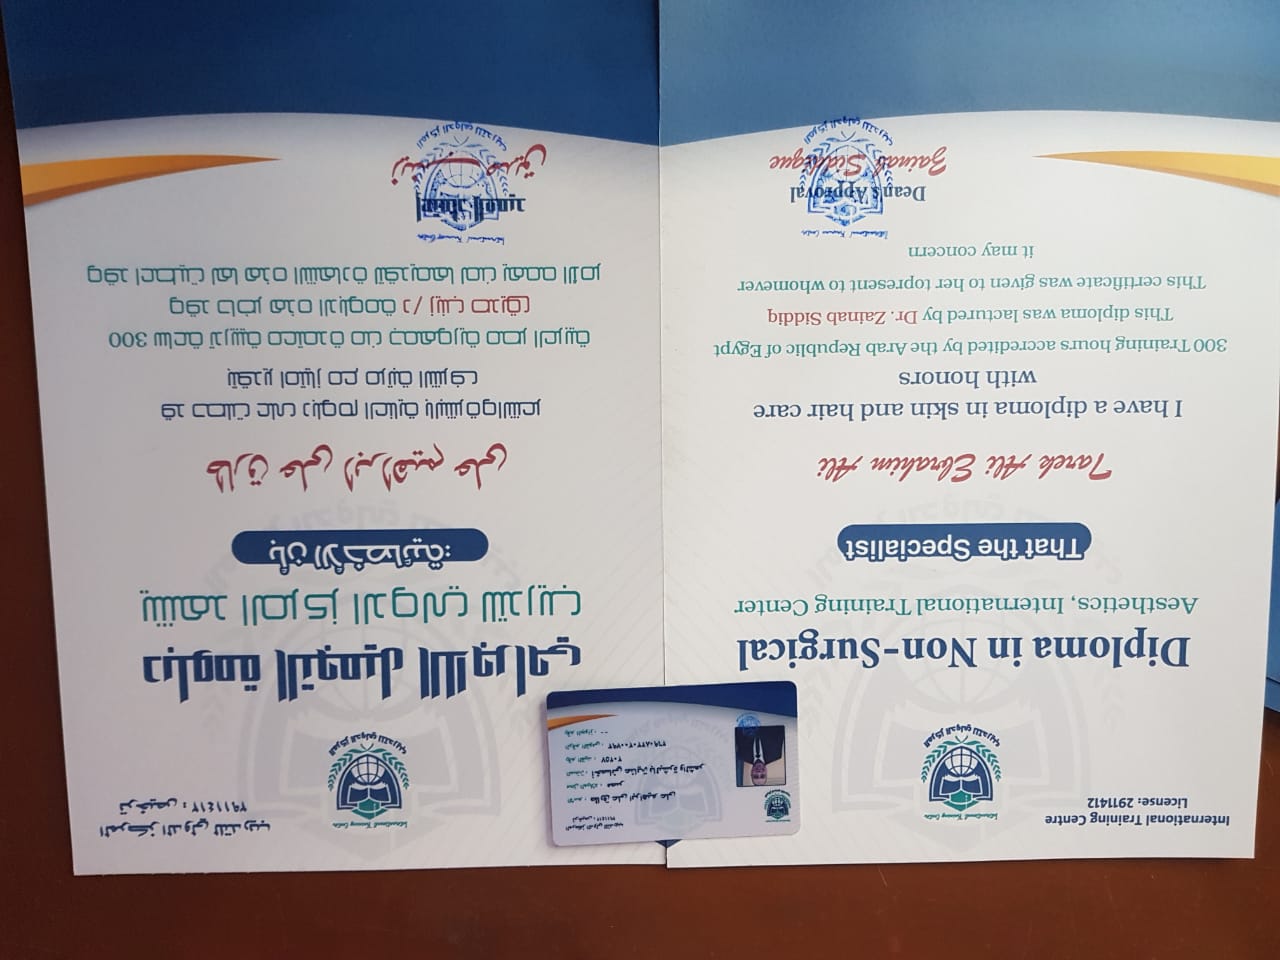 International Training Centre
License: 2911412
International Training Center
المركز الدولي للتدريب
Diploma in Non-Surgical
Aesthetics, International Training Center
That the Specialist
Tarek Ali Ebrahim Ali
I have a diploma in skin and hair care
with honors
300 Training hours accredited by the Arab Republic of Egypt
This diploma was lactured by Dr. Zainab Siddiq
This certificate was given to her topresent to whomever
it may concern
International Training Center
Dean's Approval
Zainab Siddique
المركز الدولي للتدريب
المركز الدولي للتدريب
ترخيص : ٢٩١١٤١٢
الاسم : طارق على ابراهيم على
محل الميلاد : مصر
الصفة : أخصائي عناية بالبشرة والشعر
رقم القيد : ٢٠٢٥٧
الرقم القومى :
رقم الجواز : --
المركز الدولي للتدريب
ترخيص : ٢٩١١٤١٢
International Training Center
المركز الدولي للتدريب
دبلومة التجميل اللاجراحي
يشهد المركز الدولي للتدريب
بأن الأخصائية:
طارق على ابراهيم على
قد حصلت على دبلوم العناية بالبشرة والشعر
بتقدير امتياز مع مرتبة الشرف
300 ساعة تدريبية معتمدة من جمهورية مصر العربية
وقد حاضر هذه الدبلومة د/ زينب صديق
وقد اعطيت لها هذه الشهادة لتقديمها لمن يهمه الأمر
International Training Center
إعتماد العميد
زينب صديق
المركز الدولي للتدريب